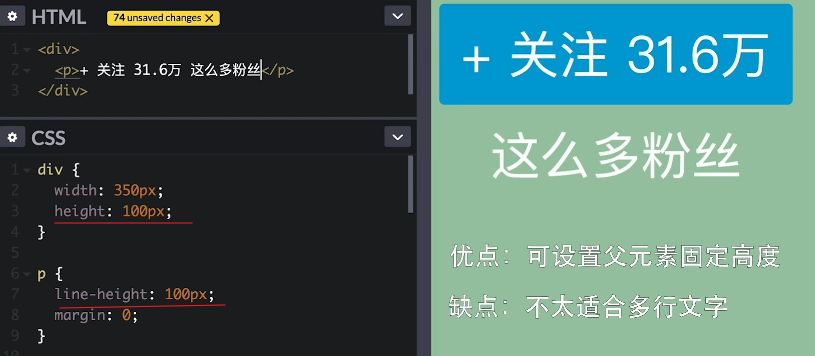 HTML
74 unsaved changes ×
1 <div>
2 <p>+ 关注 31.6万 这么多粉丝</p>
3 </div>
CSS
1 div {
2 width: 350px;
3 height: 100px;
4 }
5
6 p {
7 line-height: 100px;
8 margin: 0;
9 }
10
+ 关注 31.6万
这么多粉丝
优点：可设置父元素固定高度
缺点：不太适合多行文字